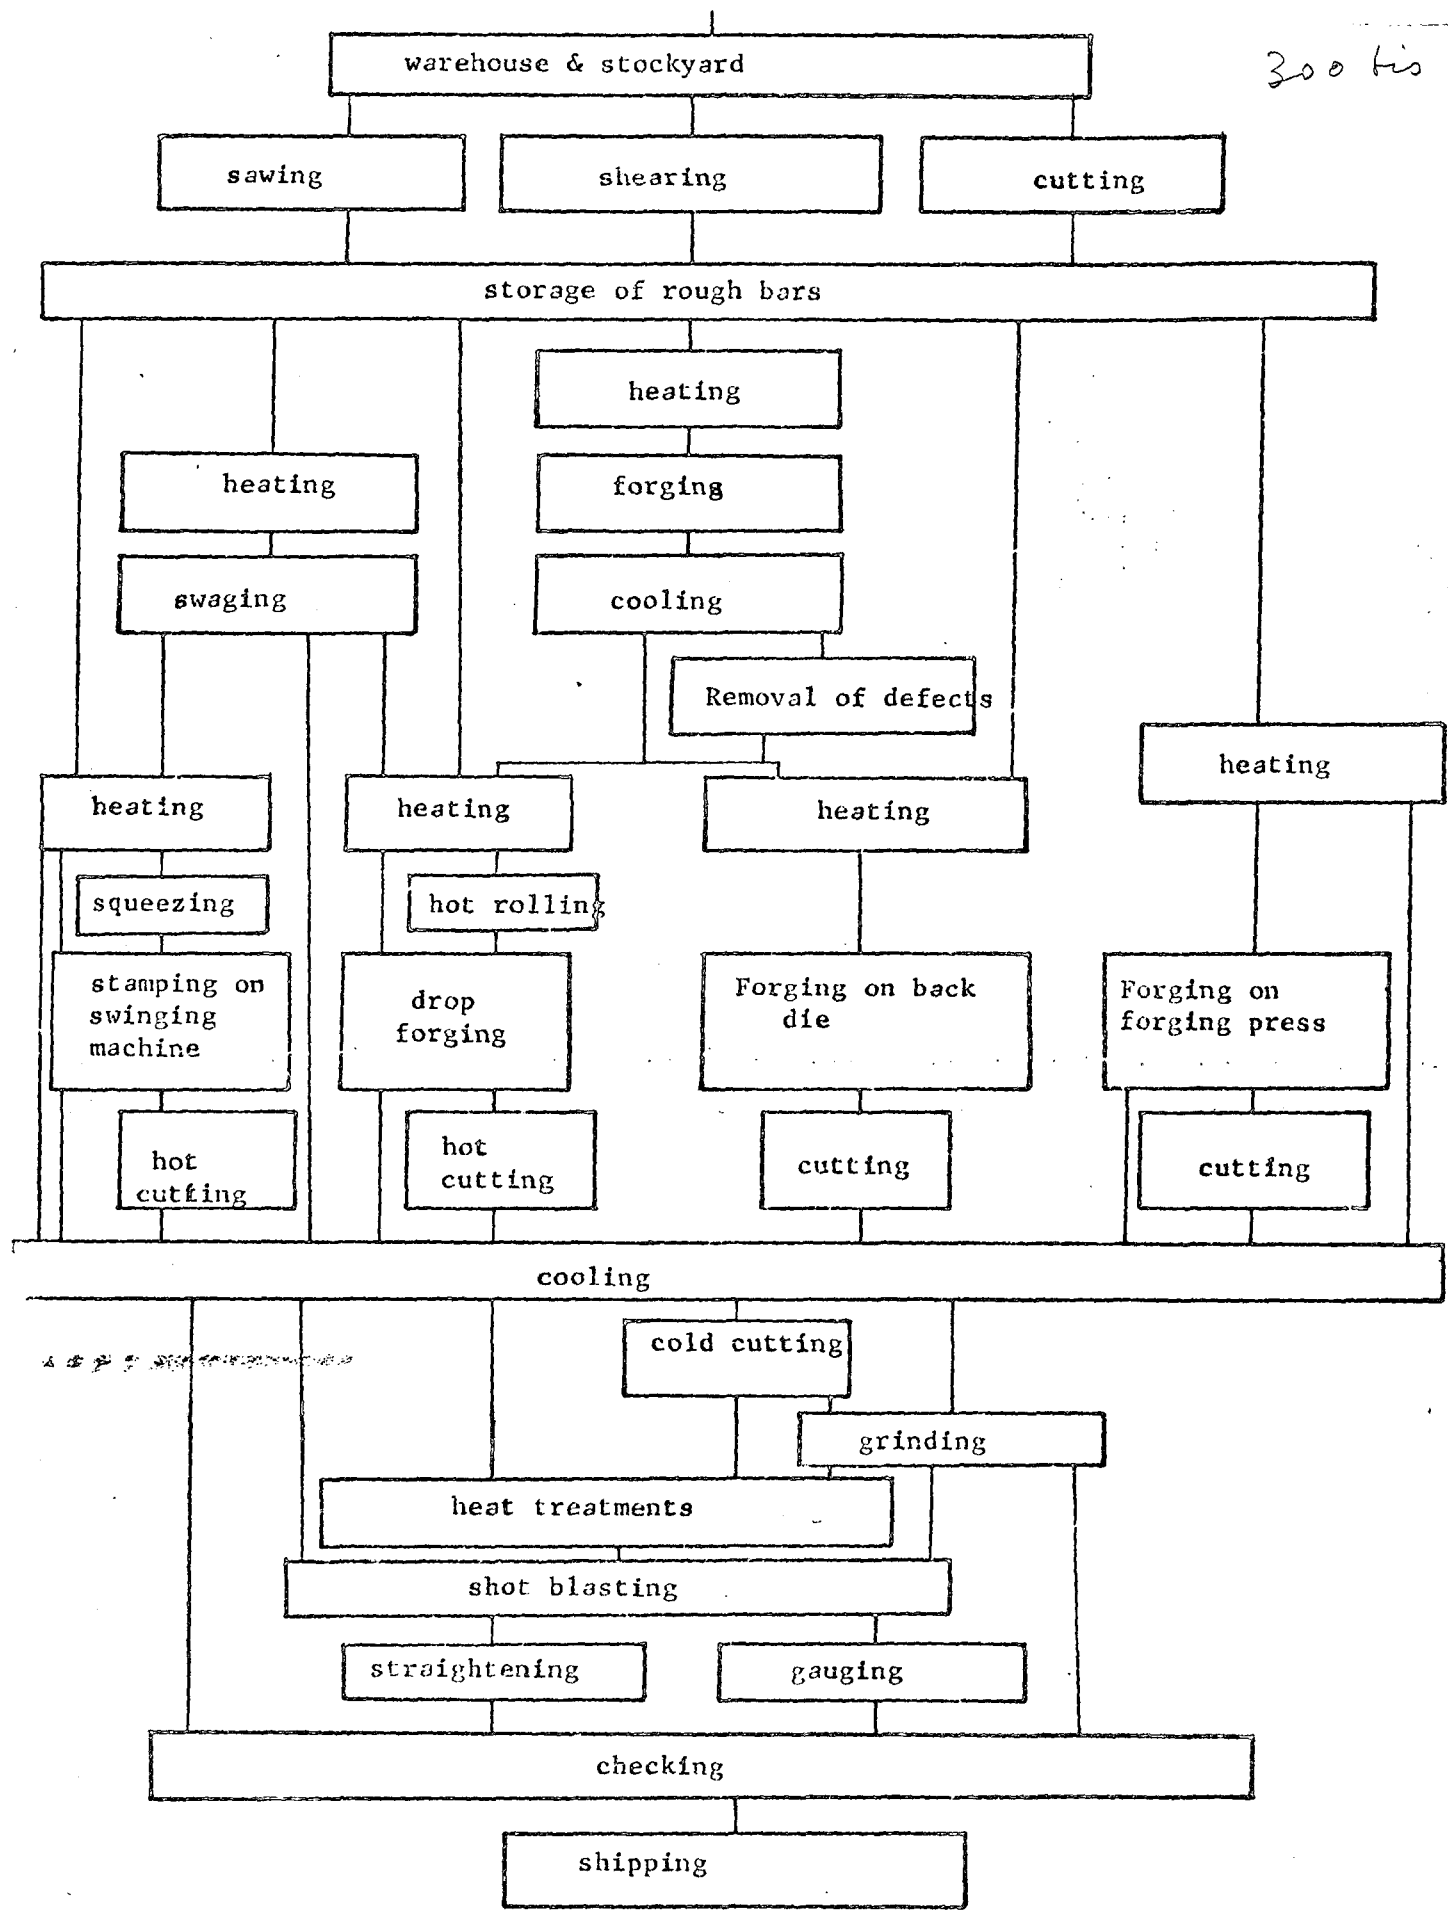 300 bis
warehouse & stockyard
sawing
shearing
cutting
storage of rough bars
heating
heating
forging
swaging
cooling
Removal of defects
heating
heating
heating
heating
squeezing
hot rolling
stamping on
swinging
machine
drop
forging
Forging on back
die
Forging on
forging press
hot
cutting
hot
cutting
cutting
cutting
cooling
cold cutting
grinding
heat treatments
shot blasting
straightening
gauging
checking
shipping